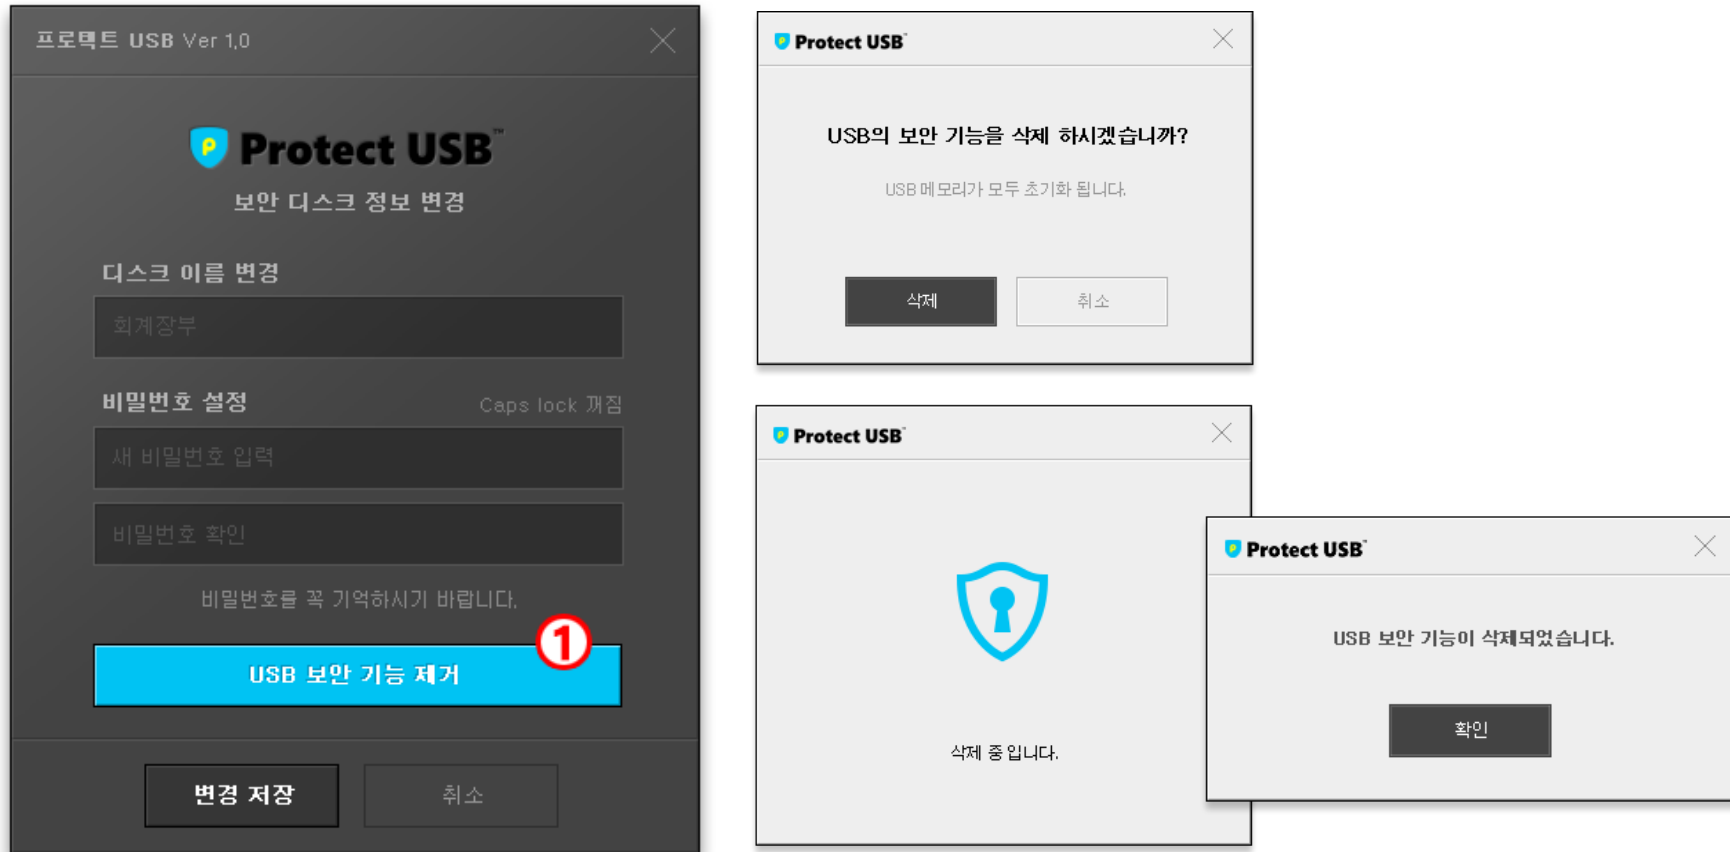 프로텍트 USB Ver 1.0
Protect USB™
보안 디스크 정보 변경
디스크 이름 변경
회계장부
비밀번호 설정 Caps lock 꺼짐
새 비밀번호 입력
비밀번호 확인
비밀번호를 꼭 기억하시기 바랍니다.
①
USB 보안 기능 제거
변경 저장 취소
Protect USB™
USB의 보안 기능을 삭제 하시겠습니까?
USB 메모리가 모두 초기화 됩니다.
삭제 취소
Protect USB™
삭제 중 입니다.
Protect USB™
USB 보안 기능이 삭제되었습니다.
확인